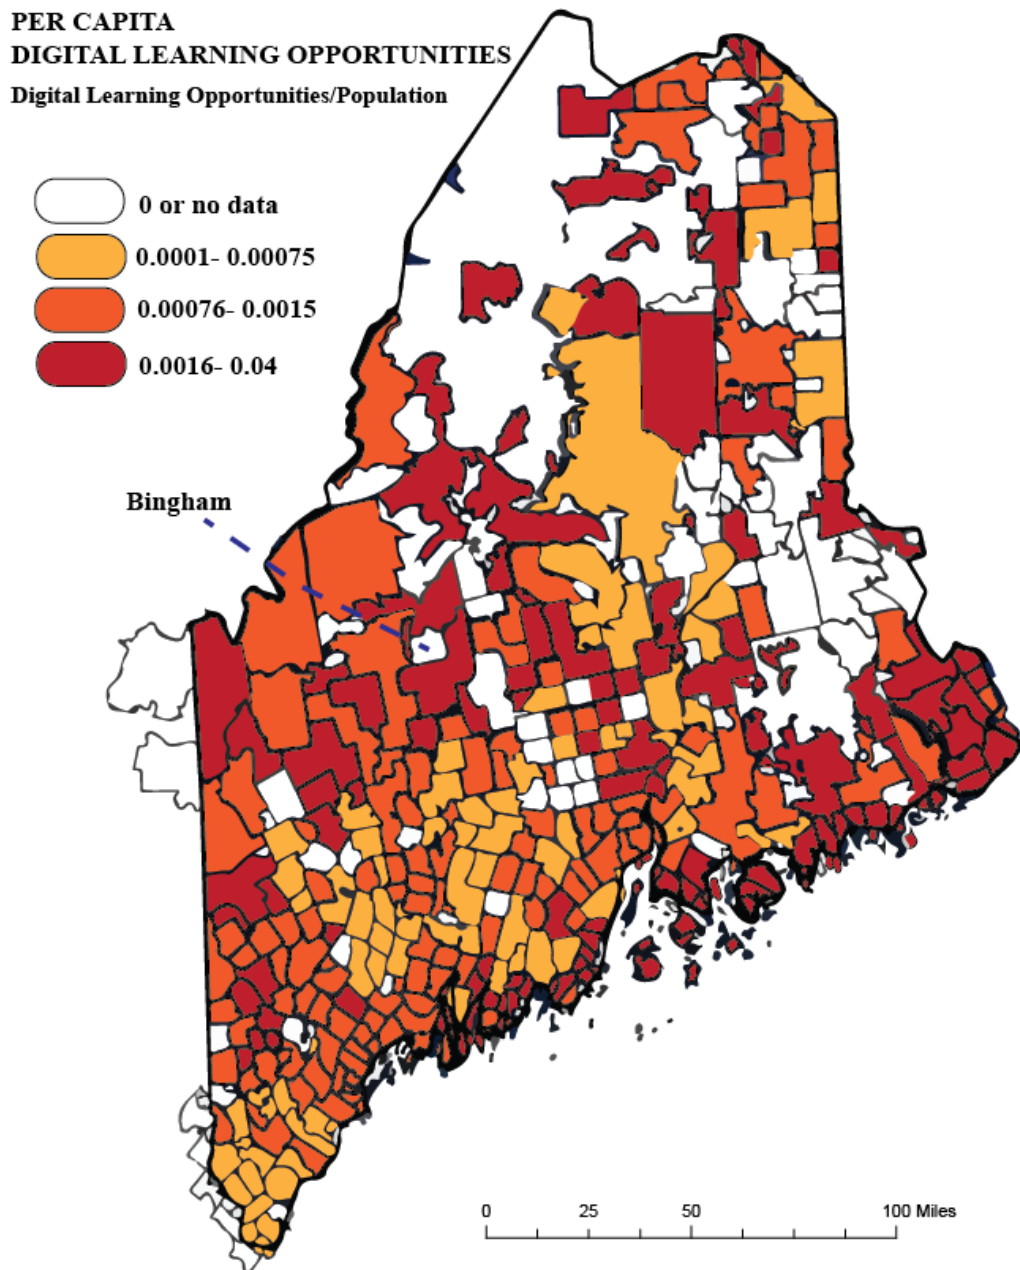 PER CAPITA
DIGITAL LEARNING OPPORTUNITIES
Digital Learning Opportunities/Population
0 or no data
0.0001- 0.00075
0.00076- 0.0015
0.0016- 0.04
Bingham
0 25 50 100 Miles